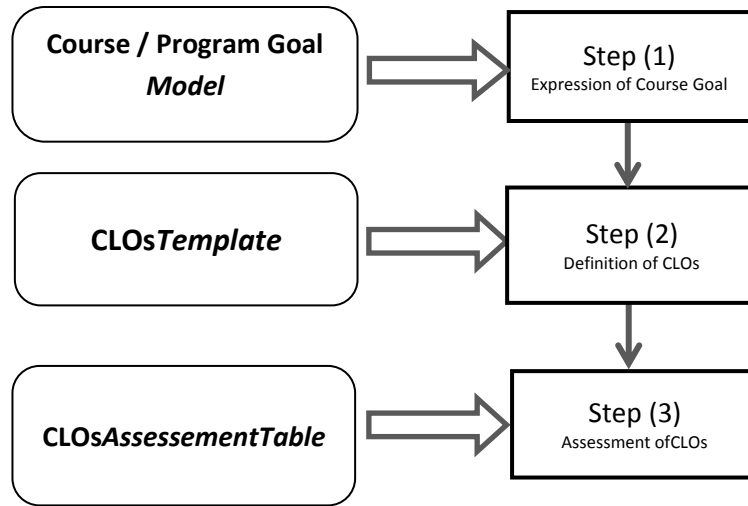 Course / Program Goal
Model
Step (1)
Expression of Course Goal
CLOsTemplate
Step (2)
Definition of CLOs
CLOsAssessementTable
Step (3)
Assessment ofCLOs